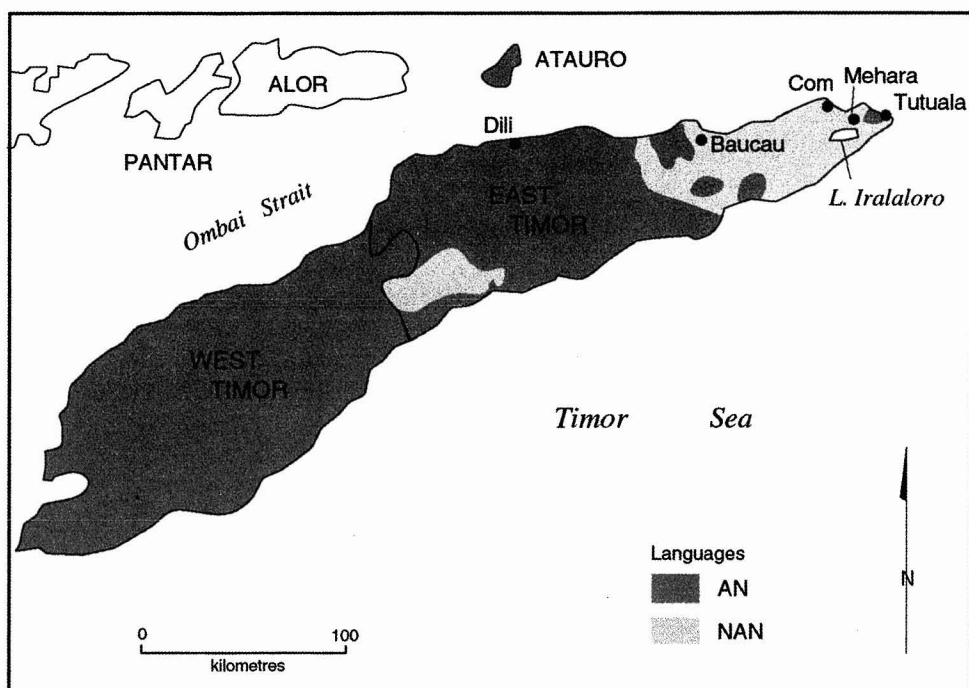 ALOR
ATAURO
PANTAR
Com
Mehara
Tutuala
Dili
Baucau
L. Iralaloro
Ombai Strait
EAST
TIMOR
WEST
TIMOR
Timor Sea
Languages
AN
NAN
N
0 100
kilometres